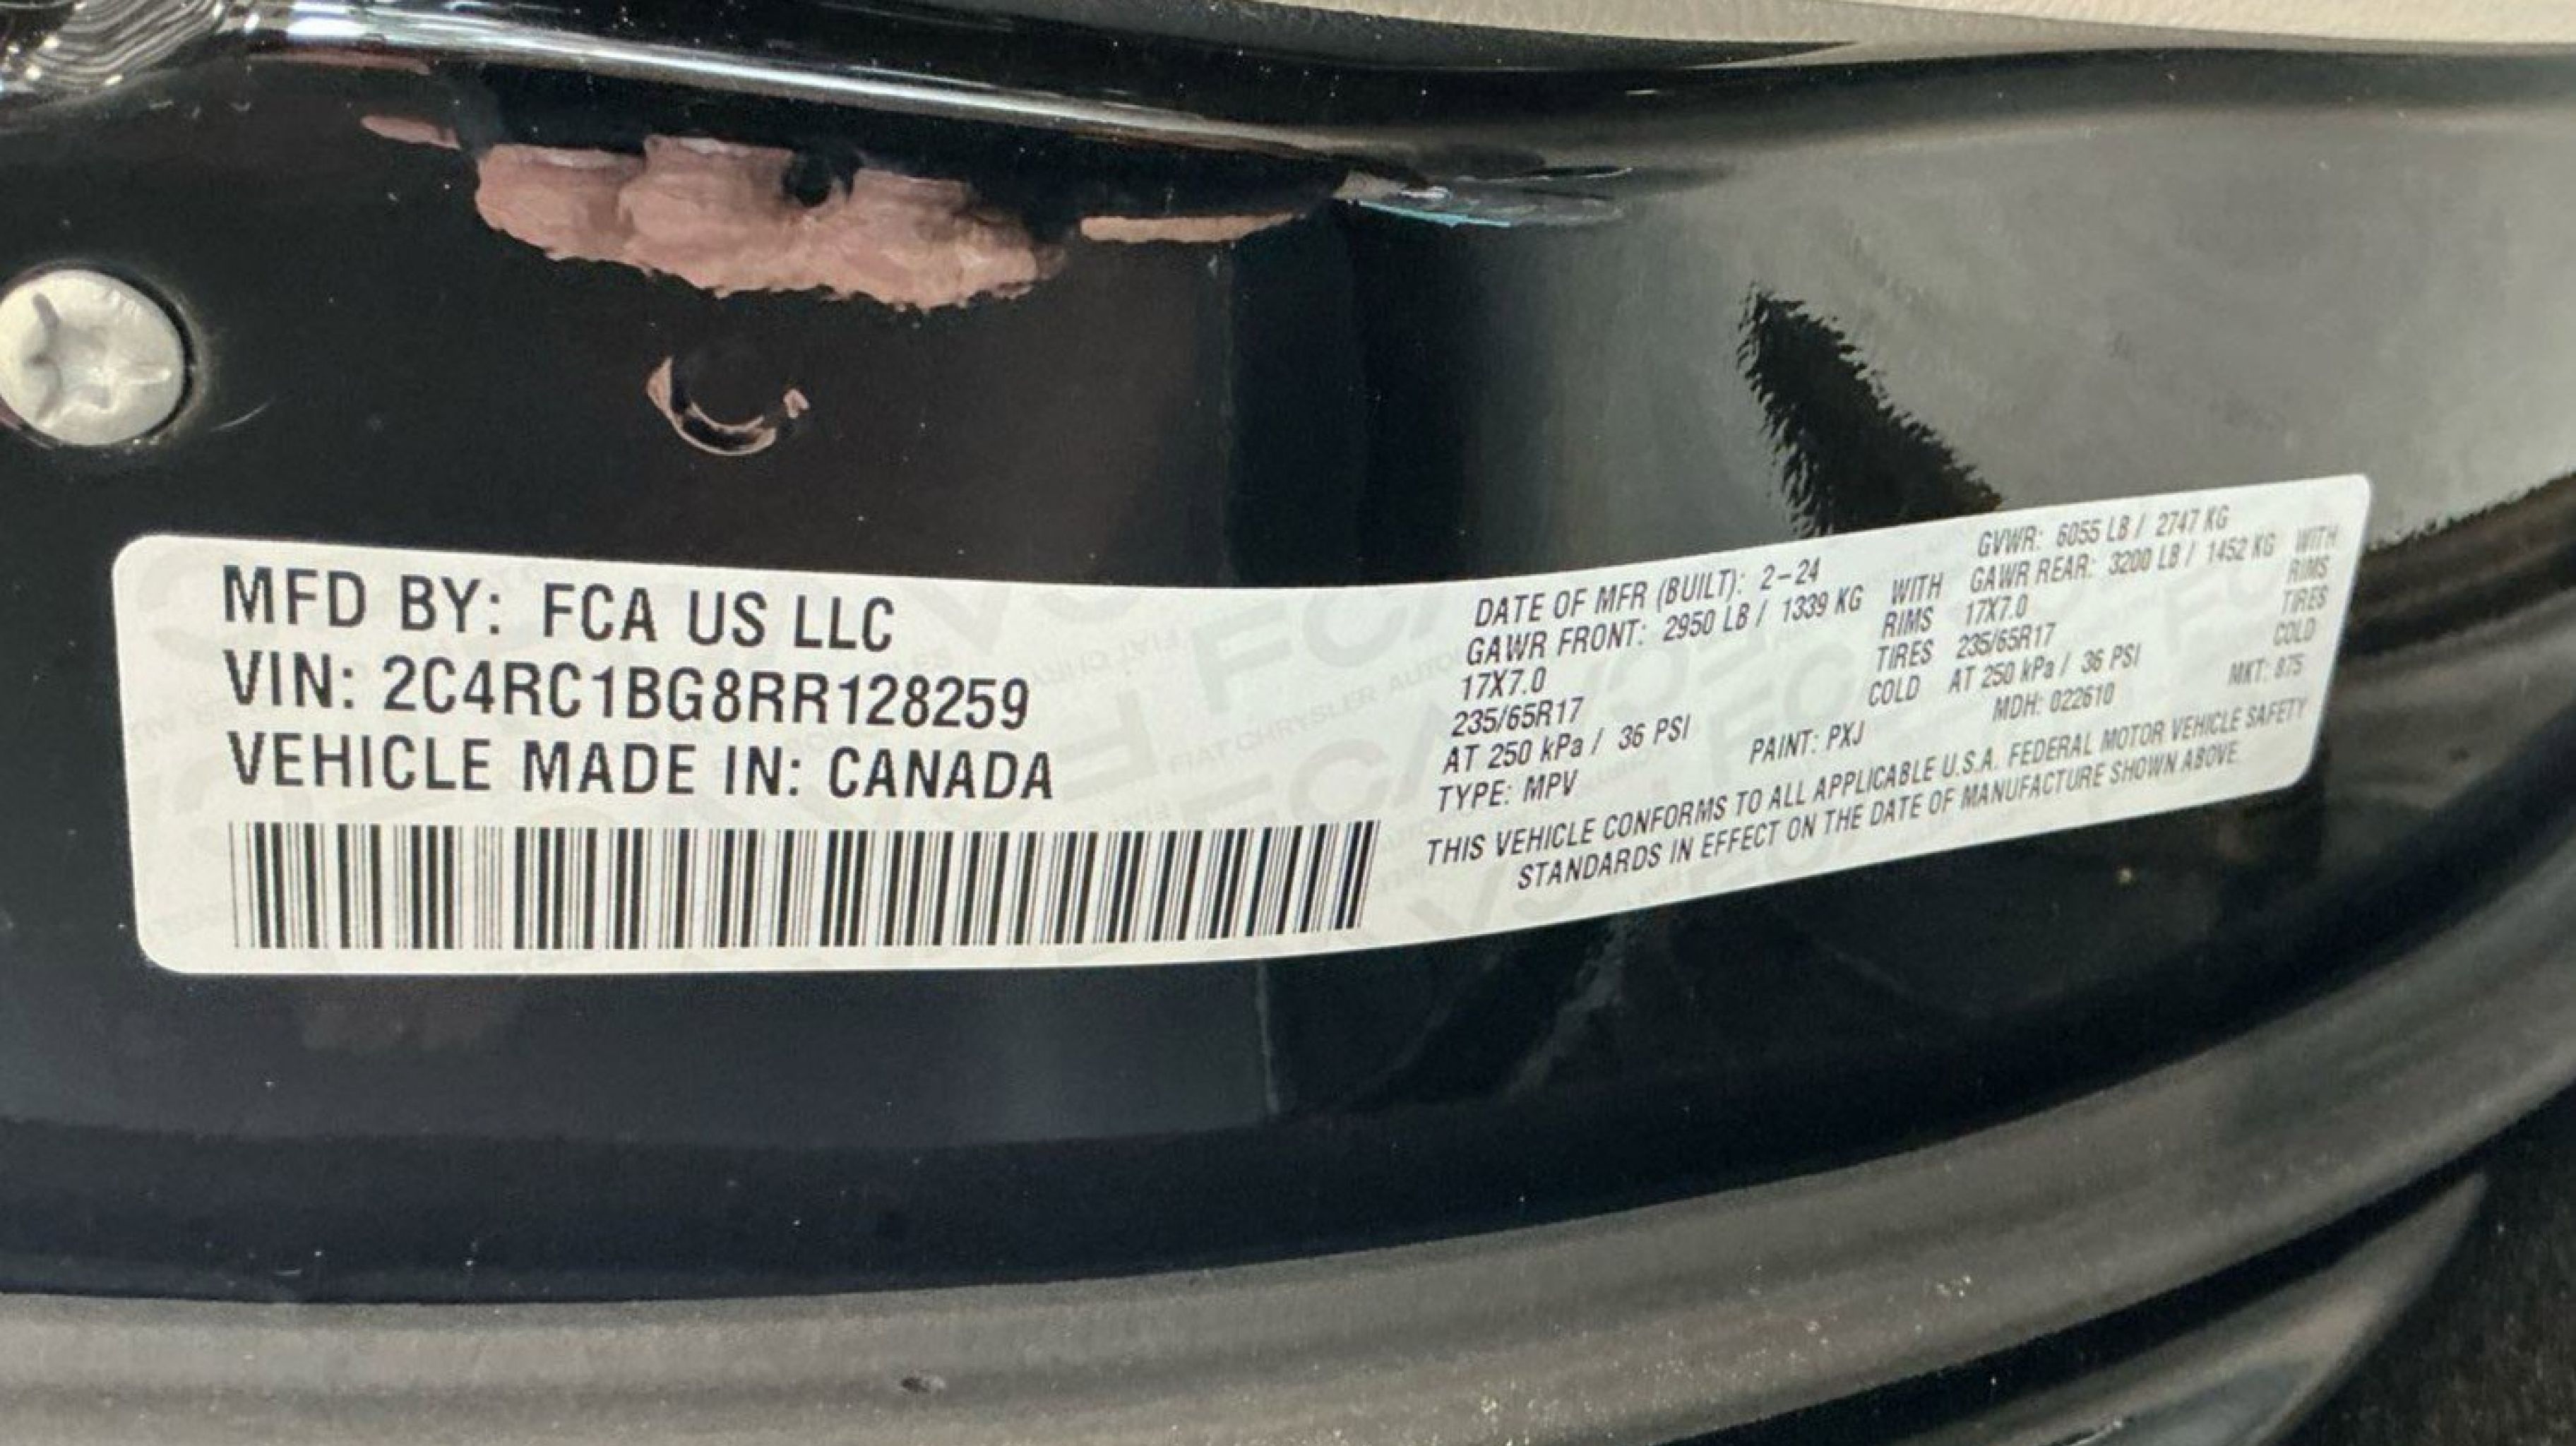 MFD BY: FCA US LLC
VIN: 2C4RC1BG8RR128259
VEHICLE MADE IN: CANADA
DATE OF MFR (BUILT): 2-24 GVWR: 6055 LB / 2747 KG
GAWR FRONT: 2950 LB / 1339 KG WITH GAWR REAR: 3200 LB / 1452 KG WITH
17X7.0 RIMS 17X7.0 RIMS
235/65R17 TIRES 235/65R17 TIRES
AT 250 kPa / 36 PSI COLD AT 250 kPa / 36 PSI COLD
TYPE: MPV PAINT: PXJ MDH: 022610 MKT: 875
THIS VEHICLE CONFORMS TO ALL APPLICABLE U.S.A. FEDERAL MOTOR VEHICLE SAFETY
STANDARDS IN EFFECT ON THE DATE OF MANUFACTURE SHOWN ABOVE.